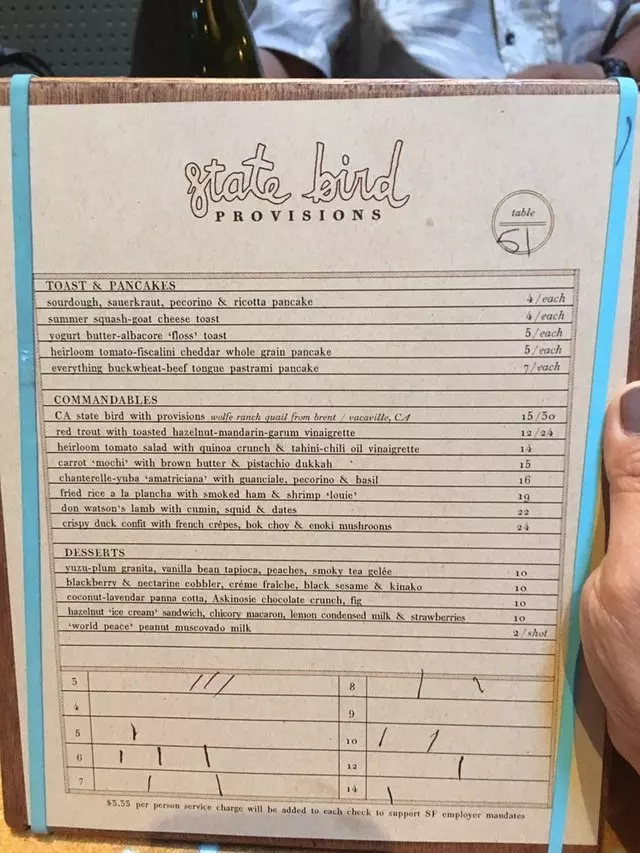 state bird
PROVISIONS
table
51
TOAST & PANCAKES
sourdough, sauerkraut, pecorino & ricotta pancake 4/each
summer squash-goat cheese toast 4/each
yogurt butter-albacore ‘floss’ toast 5/each
heirloom tomato-fiscalini cheddar whole grain pancake 5/each
everything buckwheat-beef tongue pastrami pancake 7/each
COMMANDABLES
CA state bird with provisions wolfe ranch quail from brent / vacaville, CA 15/30
red trout with toasted hazelnut-mandarin-garum vinaigrette 12/24
heirloom tomato salad with quinoa crunch & tahini-chili oil vinaigrette 14
carrot ‘mochi’ with brown butter & pistachio dukkah 15
chanterelle-yuba ‘amatriciana’ with guanciale, pecorino & basil 16
fried rice a la plancha with smoked ham & shrimp ‘louie’ 19
don watson's lamb with cumin, squid & dates 22
crispy duck confit with french crêpes, bok choy & enoki mushrooms 24
DESSERTS
yuzu-plum granita, vanilla bean tapioca, peaches, smoky tea gelée 10
blackberry & nectarine cobbler, crème fraîche, black sesame & kinako 10
coconut-lavendar panna cotta, Askinosie chocolate crunch, fig 10
hazelnut ‘ice cream’ sandwich, chicory macaron, lemon condensed milk & strawberries 10
‘world peace’ peanut muscovado milk 2/shot
3 8
4 9
5 10
6 12
7 14
$3.33 per person service charge will be added to each check to support SF employer mandates